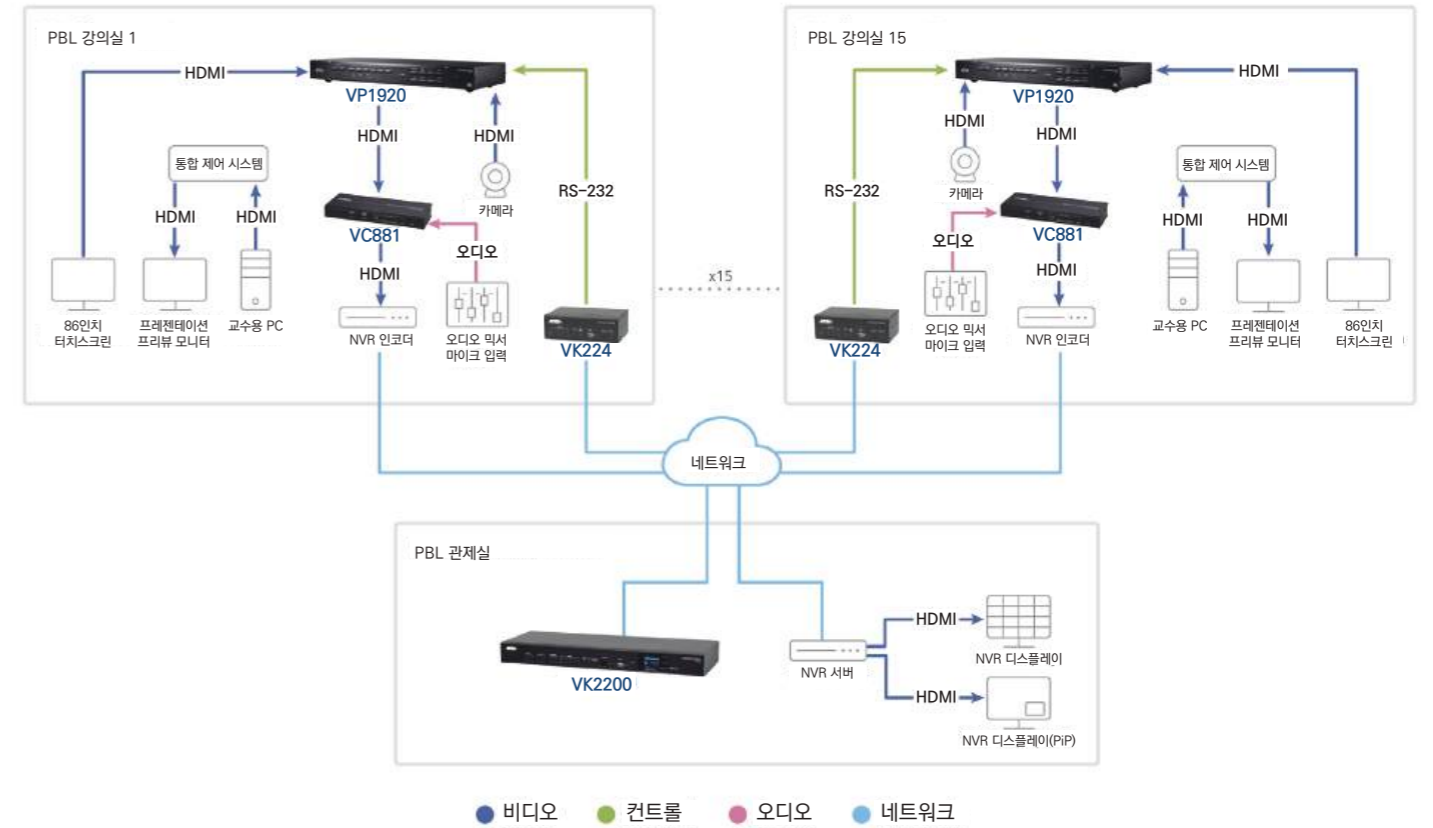 PBL 강의실 1
HDMI
VP1920
HDMI
HDMI
통합 제어 시스템
카메라
RS-232
HDMI
HDMI
VC881
오디오
HDMI
86인치
터치스크린
프레젠테이션
프리뷰 모니터
교수용 PC
NVR 인코더
오디오 믹서
마이크 입력
VK224
x15
PBL 강의실 15
HDMI
VP1920
HDMI
HDMI
통합 제어 시스템
카메라
RS-232
VC881
HDMI
HDMI
오디오
HDMI
VK224
오디오 믹서
마이크 입력
NVR 인코더
교수용 PC
프레젠테이션
프리뷰 모니터
86인치
터치스크린
네트워크
PBL 관제실
VK2200
NVR 서버
HDMI
NVR 디스플레이
HDMI
NVR 디스플레이(PiP)
비디오
컨트롤
오디오
네트워크